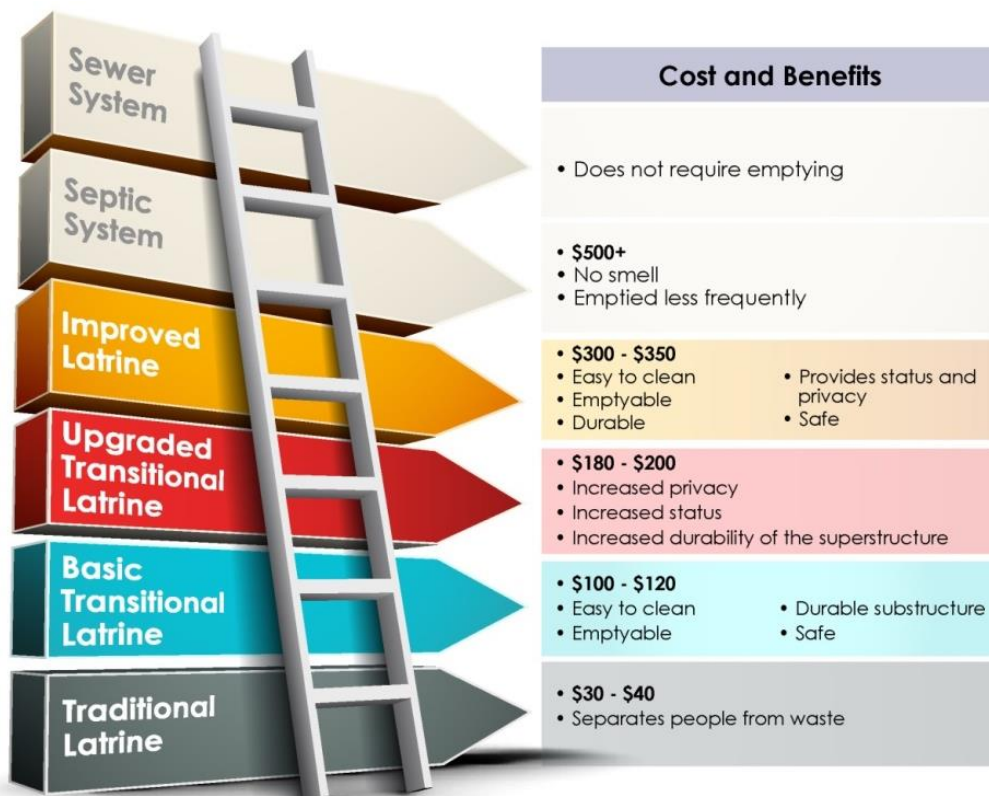 Cost and Benefits
Sewer
System
• Does not require emptying
Septic
System
• $500+
• No smell
• Emptied less frequently
Improved
Latrine
• $300 - $350
• Easy to clean
• Emptyable
• Durable
• Provides status and
privacy
• Safe
Upgraded
Transitional
Latrine
• $180 - $200
• Increased privacy
• Increased status
• Increased durability of the superstructure
Basic
Transitional
Latrine
• $100 - $120
• Easy to clean
• Emptyable
• Durable substructure
• Safe
Traditional
Latrine
• $30 - $40
• Separates people from waste